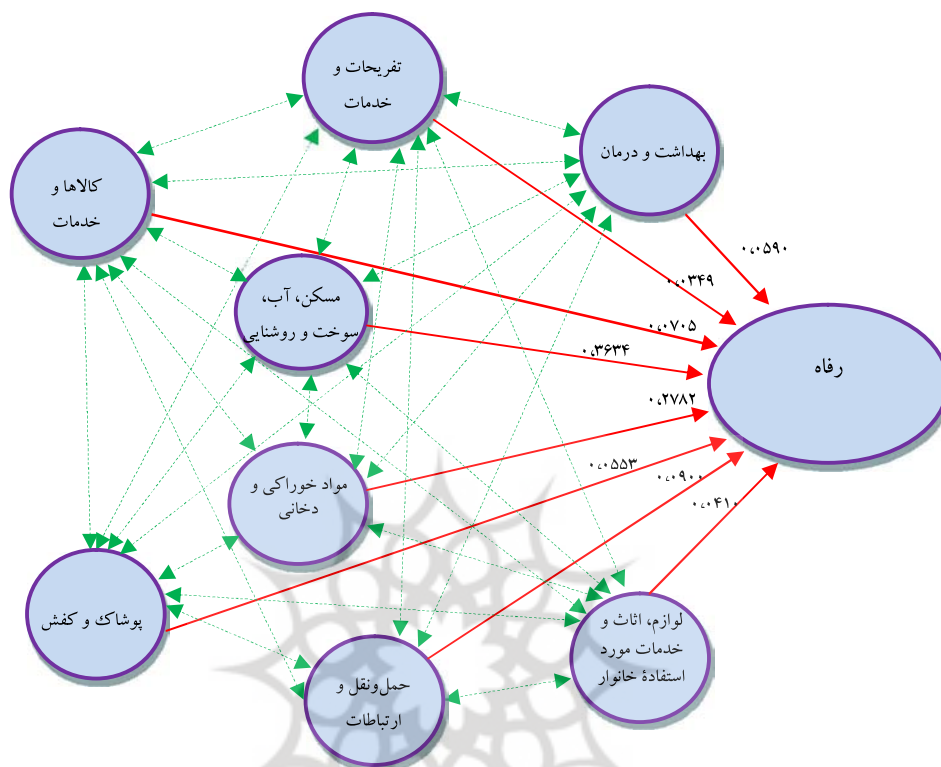 تفریحات و
خدمات
بهداشت و درمان
کالاها و
خدمات
۰٫۰۵۹۰
۰٫۰۳۴۹
مسکن، آب،
سوخت و روشنایی
۰٫۰۷۰۵
۰٫۳۶۳۴
رفاه
۰٫۲۷۸۲
۰٫۰۵۵۳
مواد خوراکی و
دخانی
۰٫۰۹۰۰
۰٫۰۴۱۰
پوشاک و کفش
لوازم، اثاث و
خدمات مورد
استفادۀ خانوار
حمل‌ونقل و
ارتباطات